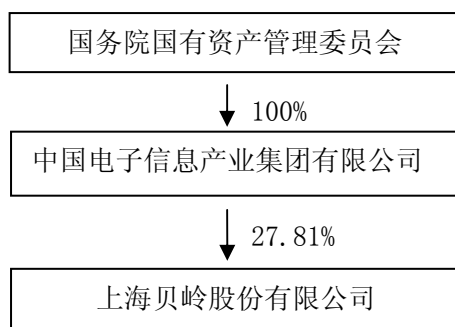 国务院国有资产管理委员会
100%
中国电子信息产业集团有限公司
27.81%
上海贝岭股份有限公司